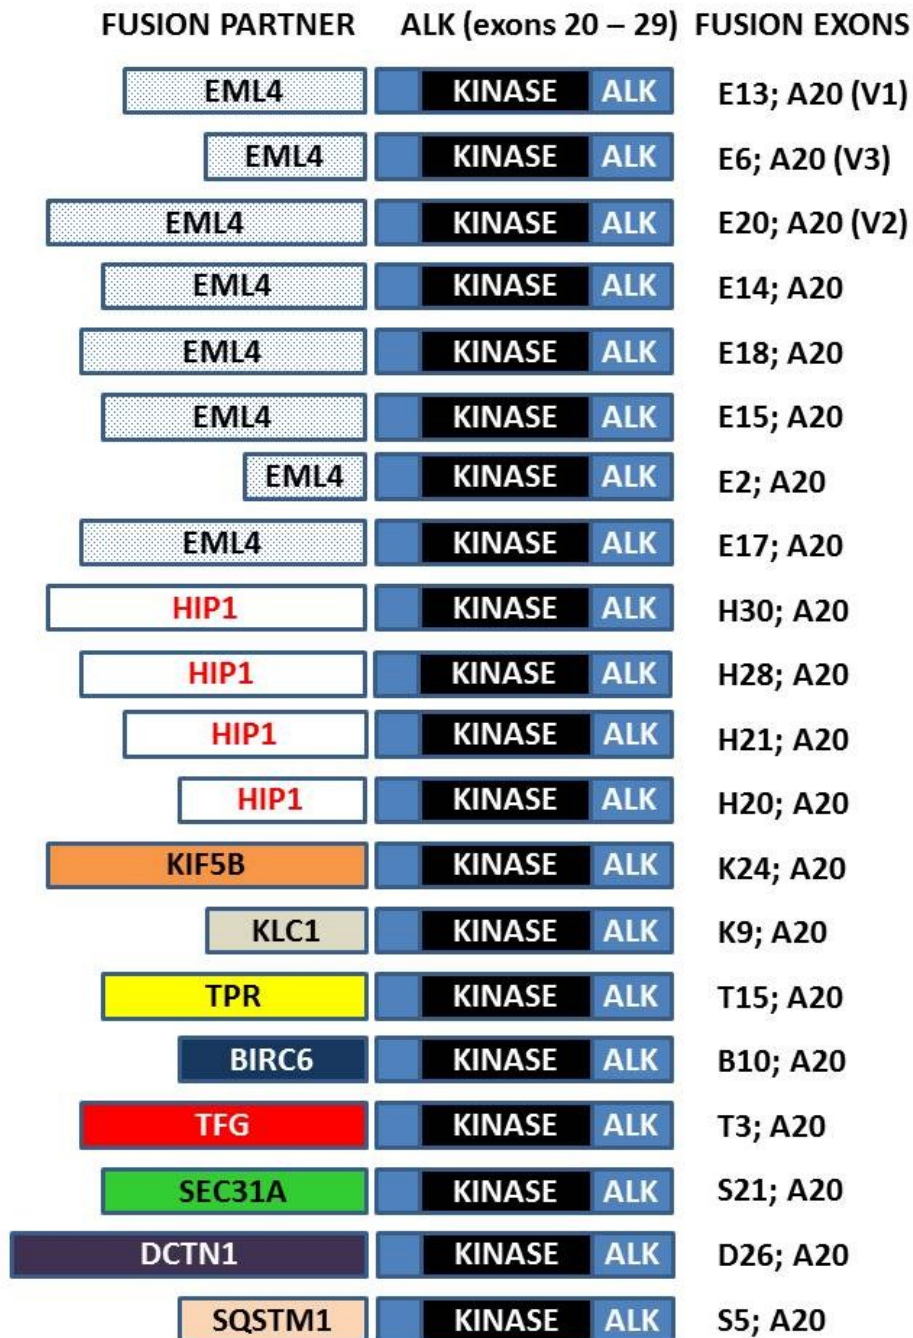 FUSION PARTNER ALK (exons 20 – 29) FUSION EXONS
EML4 KINASE ALK E13; A20 (V1)
EML4 KINASE ALK E6; A20 (V3)
EML4 KINASE ALK E20; A20 (V2)
EML4 KINASE ALK E14; A20
EML4 KINASE ALK E18; A20
EML4 KINASE ALK E15; A20
EML4 KINASE ALK E2; A20
EML4 KINASE ALK E17; A20
HIP1 KINASE ALK H30; A20
HIP1 KINASE ALK H28; A20
HIP1 KINASE ALK H21; A20
HIP1 KINASE ALK H20; A20
KIF5B KINASE ALK K24; A20
KLC1 KINASE ALK K9; A20
TPR KINASE ALK T15; A20
BIRC6 KINASE ALK B10; A20
TFG KINASE ALK T3; A20
SEC31A KINASE ALK S21; A20
DCTN1 KINASE ALK D26; A20
SQSTM1 KINASE ALK S5; A20